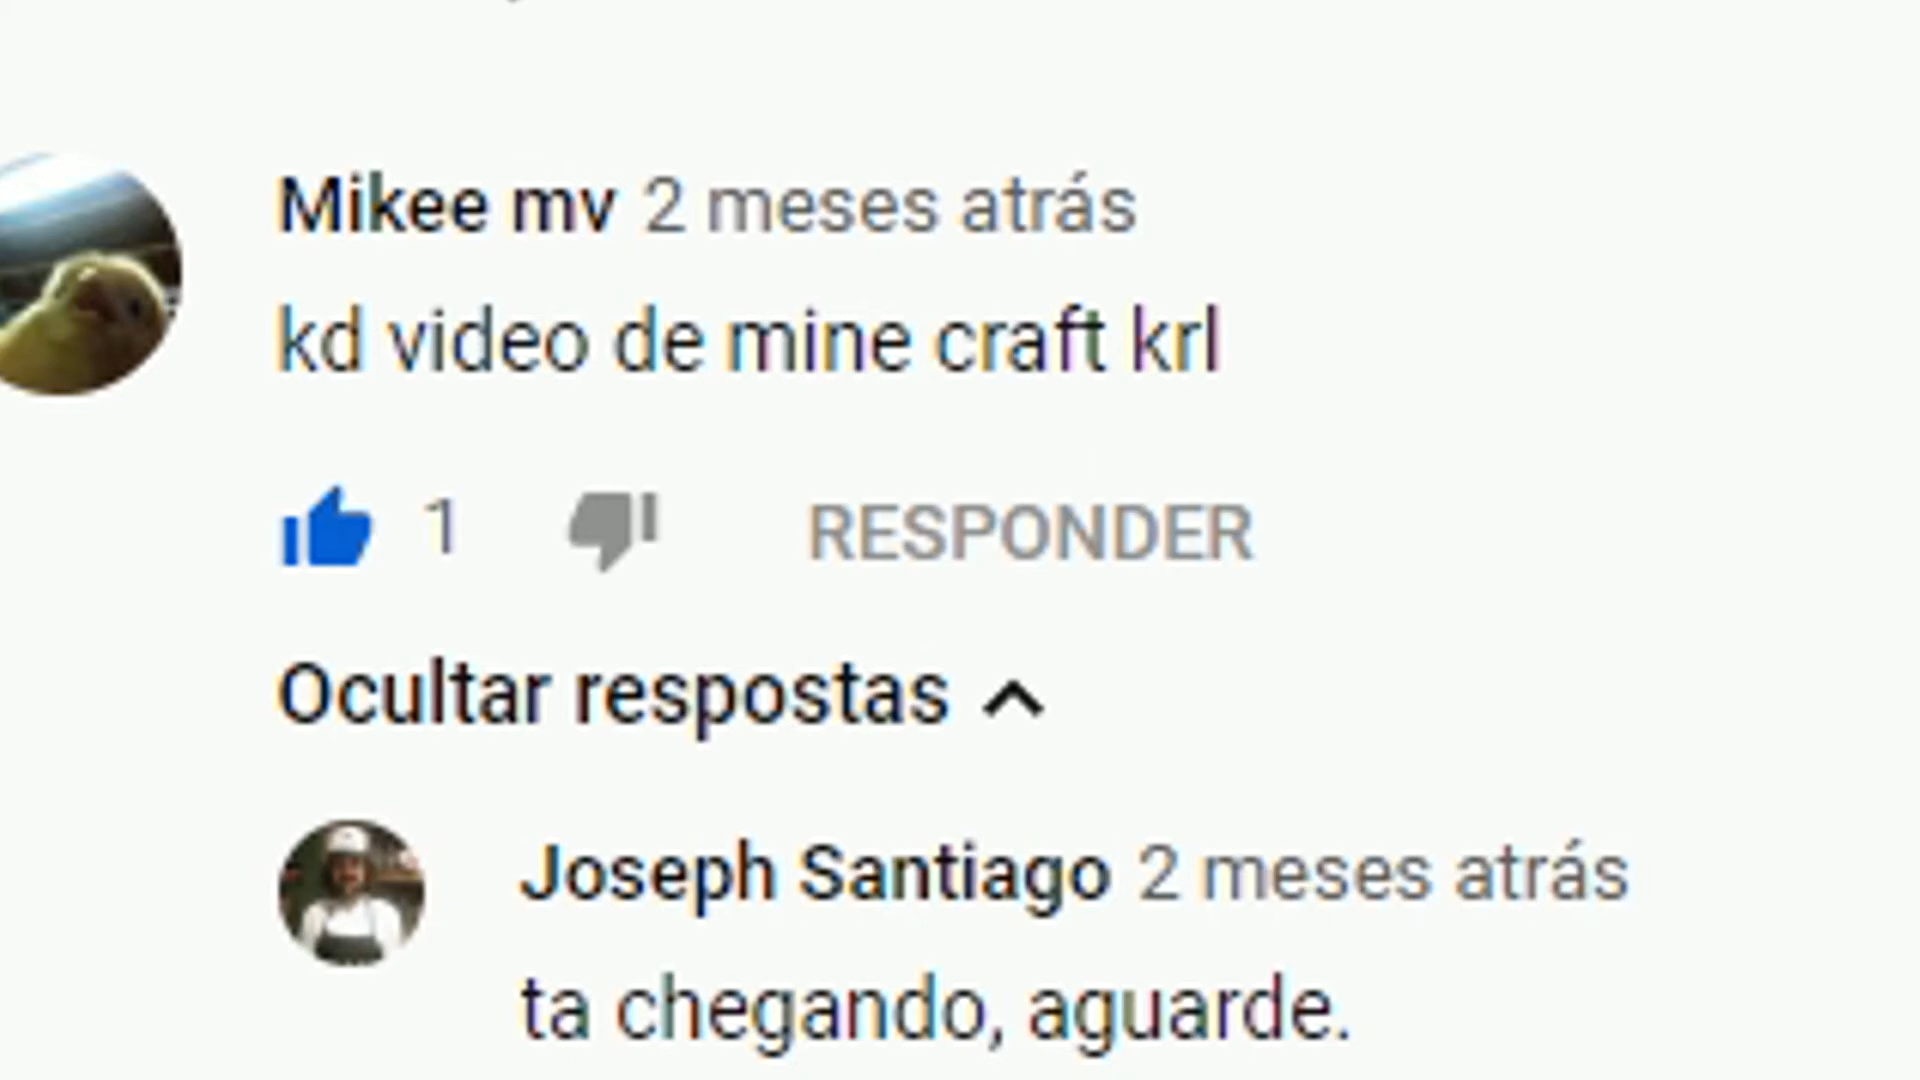 Mikee mv 2 meses atrás
kd video de mine craft krl
1 RESPONDER
Ocultar respostas
Joseph Santiago 2 meses atrás
ta chegando, aguarde.